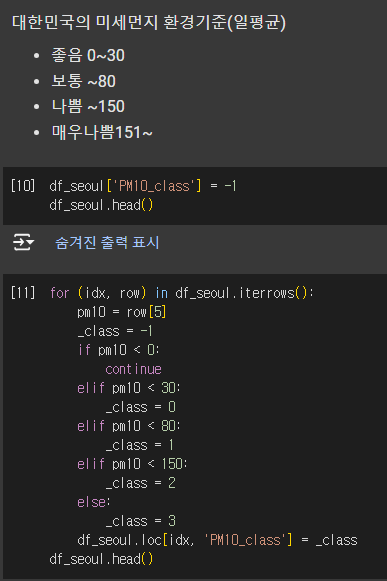 대한민국의 미세먼지 환경기준(일평균)
• 좋음 0~30
• 보통 ~80
• 나쁨 ~150
• 매우나쁨151~
[10] df_seoul['PM10_class'] = -1
df_seoul.head()
숨겨진 출력 표시
[11] for (idx, row) in df_seoul.iterrows():
    pm10 = row[5]
    _class = -1
    if pm10 < 0:
        continue
    elif pm10 < 30:
        _class = 0
    elif pm10 < 80:
        _class = 1
    elif pm10 < 150:
        _class = 2
    else:
        _class = 3
    df_seoul.loc[idx, 'PM10_class'] = _class
df_seoul.head()